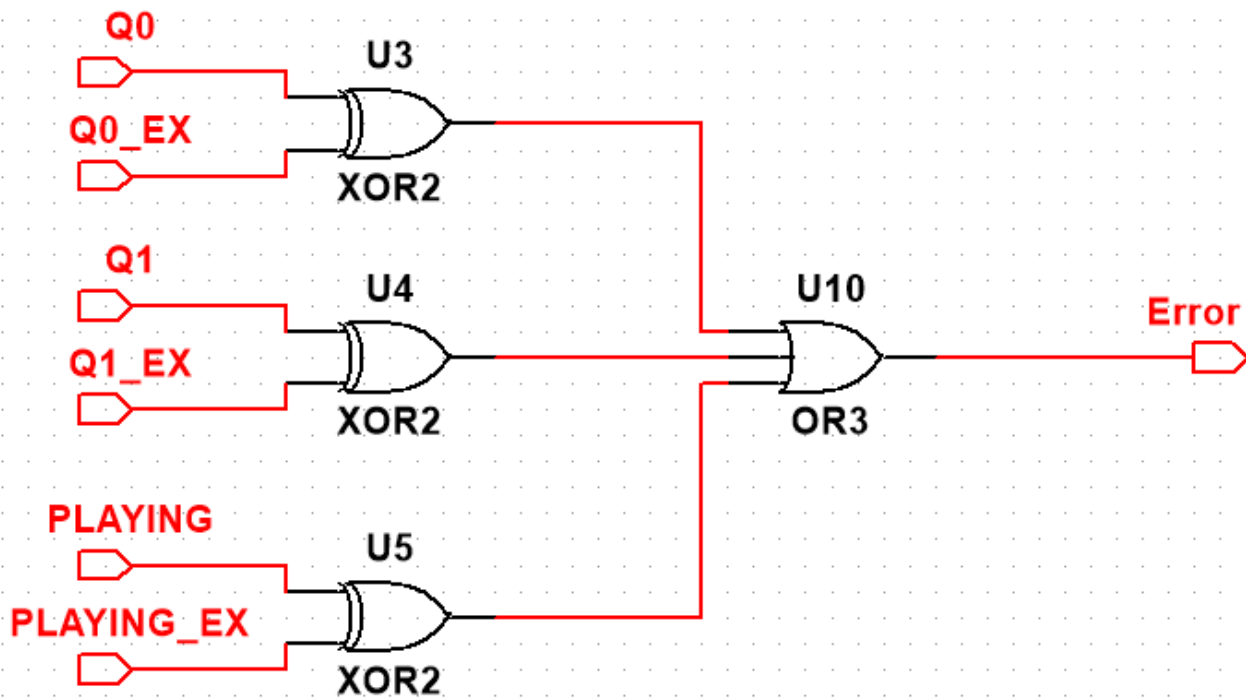 Q0
U3
Q0_EX
XOR2
Q1
U4
U10
Error
Q1_EX
XOR2
OR3
PLAYING
U5
PLAYING_EX
XOR2